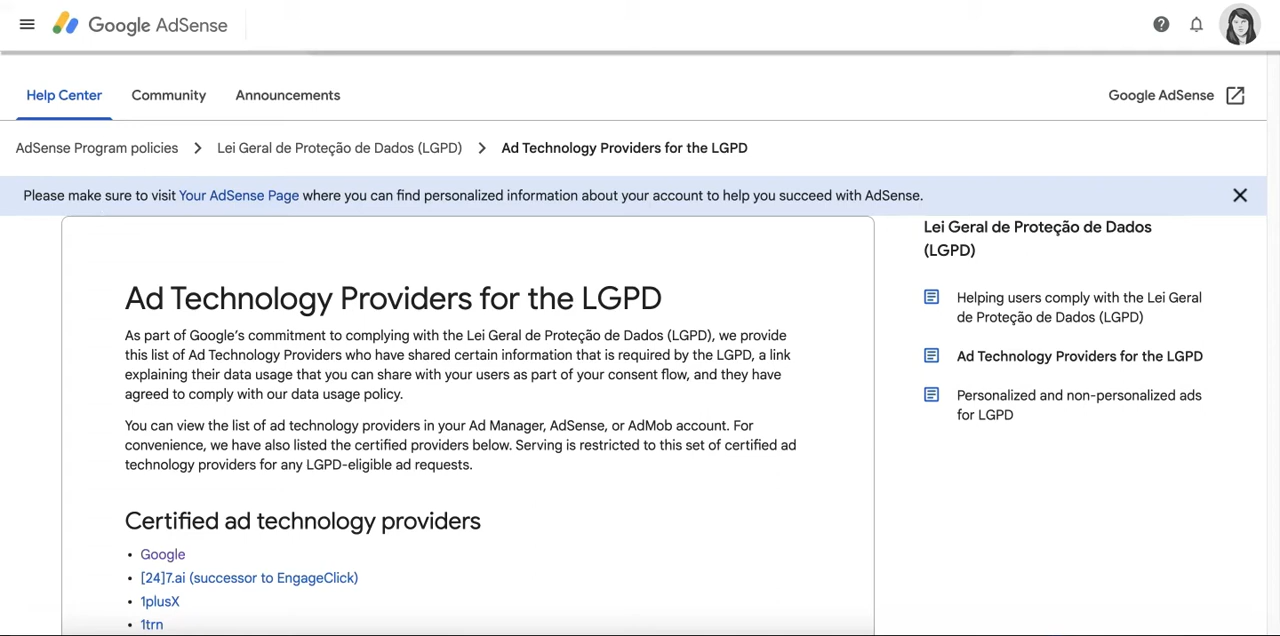 Google AdSense
Help Center Community Announcements Google AdSense
AdSense Program policies Lei Geral de Proteção de Dados (LGPD) Ad Technology Providers for the LGPD
Please make sure to visit Your AdSense Page where you can find personalized information about your account to help you succeed with AdSense.
Ad Technology Providers for the LGPD
As part of Google's commitment to complying with the Lei Geral de Proteção de Dados (LGPD), we provide
this list of Ad Technology Providers who have shared certain information that is required by the LGPD, a link
explaining their data usage that you can share with your users as part of your consent flow, and they have
agreed to comply with our data usage policy.
You can view the list of ad technology providers in your Ad Manager, AdSense, or AdMob account. For
convenience, we have also listed the certified providers below. Serving is restricted to this set of certified ad
technology providers for any LGPD-eligible ad requests.
Certified ad technology providers
• Google
• [24]7.ai (successor to EngageClick)
• 1plusX
• 1trn
Lei Geral de Proteção de Dados
(LGPD)
Helping users comply with the Lei Geral
de Proteção de Dados (LGPD)
Ad Technology Providers for the LGPD
Personalized and non-personalized ads
for LGPD